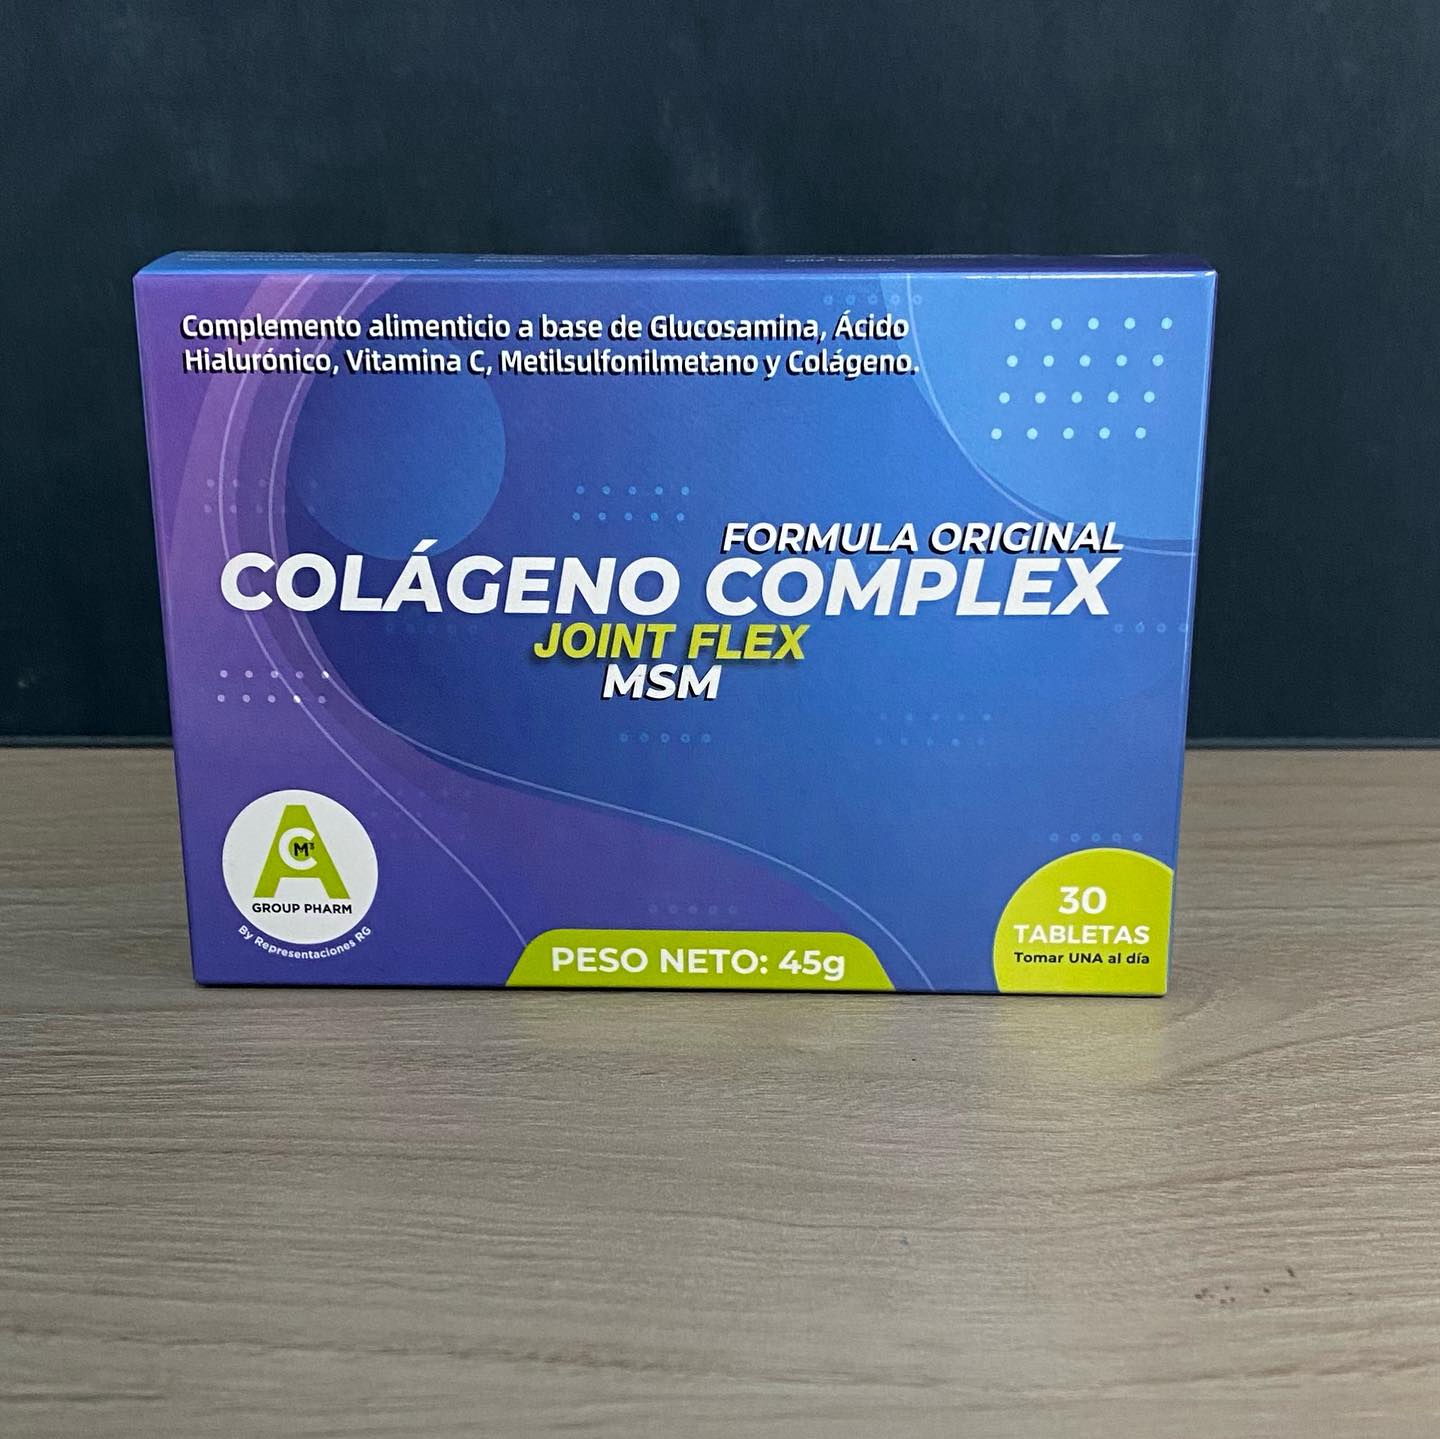 Complemento alimenticio a base de Glucosamina, Ácido
Hialurónico, Vitamina C, Metilsulfonilmetano y Colágeno.
FORMULA ORIGINAL
COLÁGENO COMPLEX
JOINT FLEX
MSM
A
C
M³
GROUP PHARM
By Representaciones RG
PESO NETO: 45g
30
TABLETAS
Tomar UNA al día